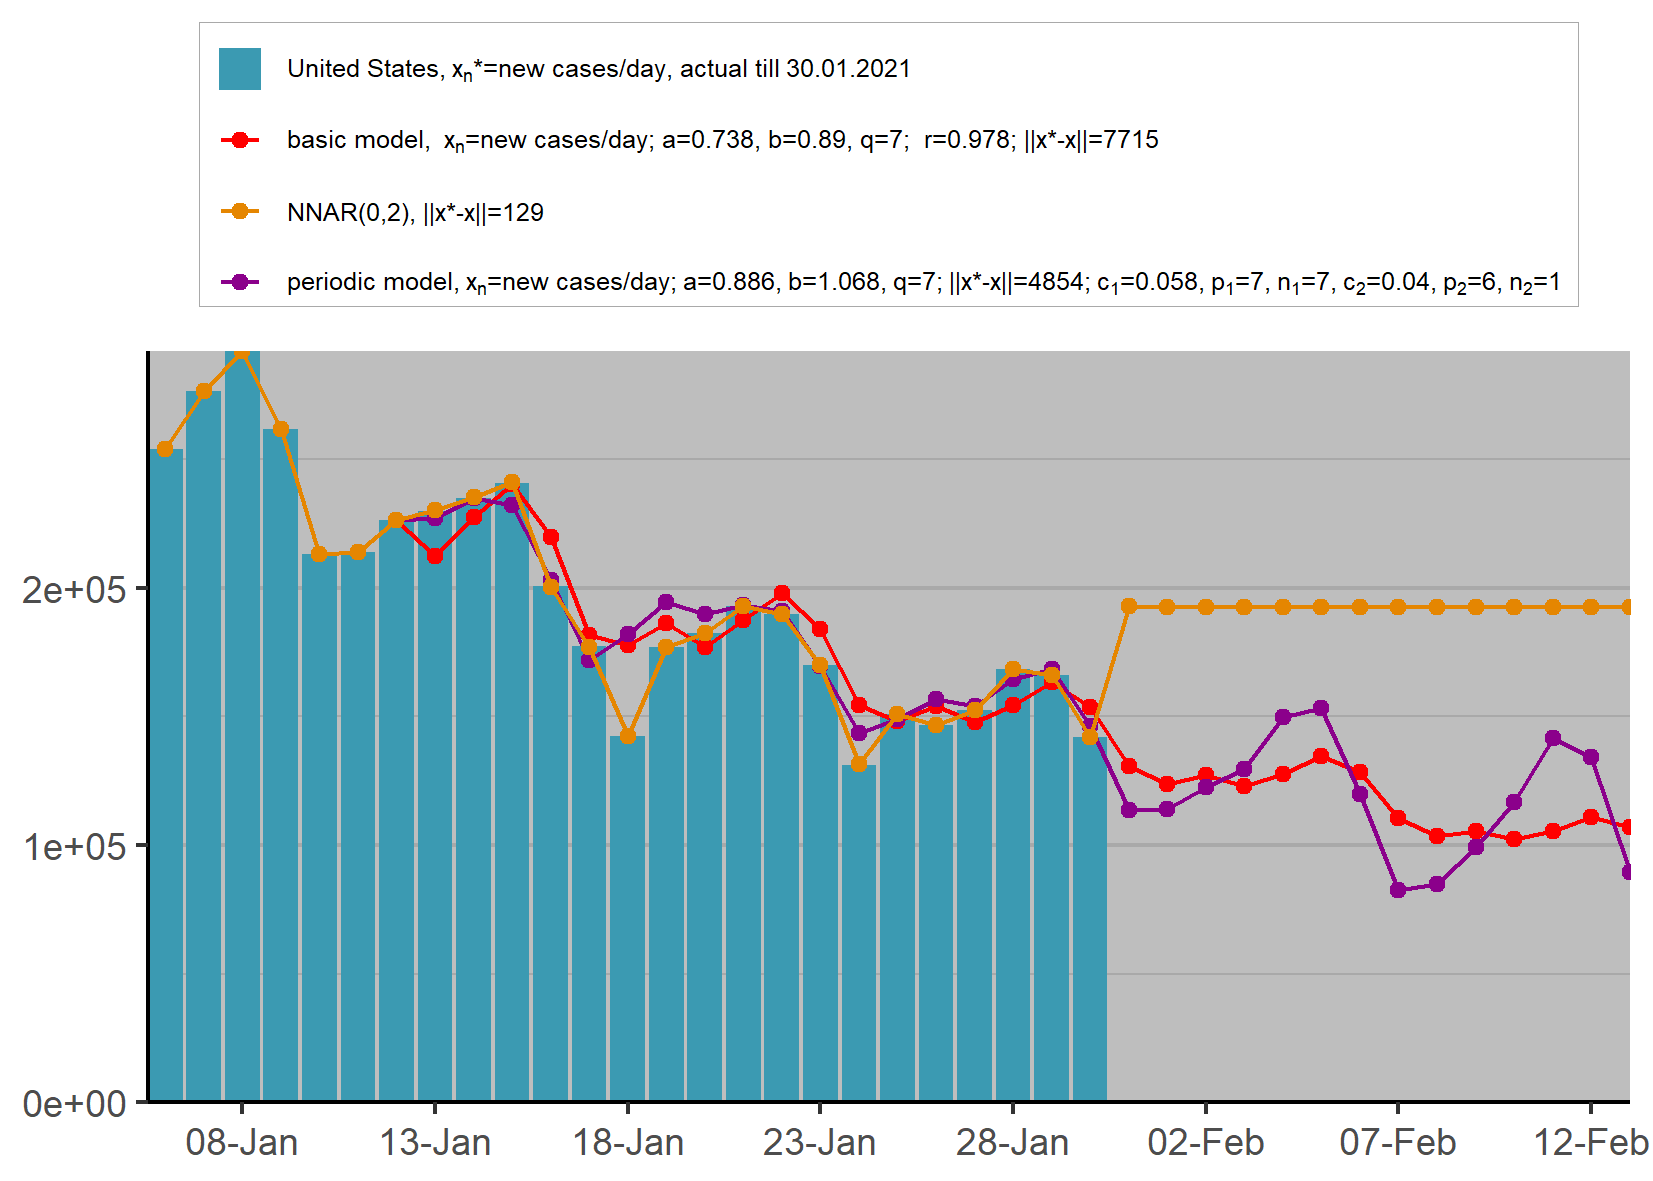 United States, xₙ*=new cases/day, actual till 30.01.2021
basic model,  xₙ=new cases/day; a=0.738, b=0.89, q=7;  r=0.978; ||x*-x||=7715
NNAR(0,2), ||x*-x||=129
periodic model, xₙ=new cases/day; a=0.886, b=1.068, q=7; ||x*-x||=4854; c₁=0.058, p₁=7, n₁=7, c₂=0.04, p₂=6, n₂=1
2e+05
1e+05
0e+00
08-Jan 13-Jan 18-Jan 23-Jan 28-Jan 02-Feb 07-Feb 12-Feb